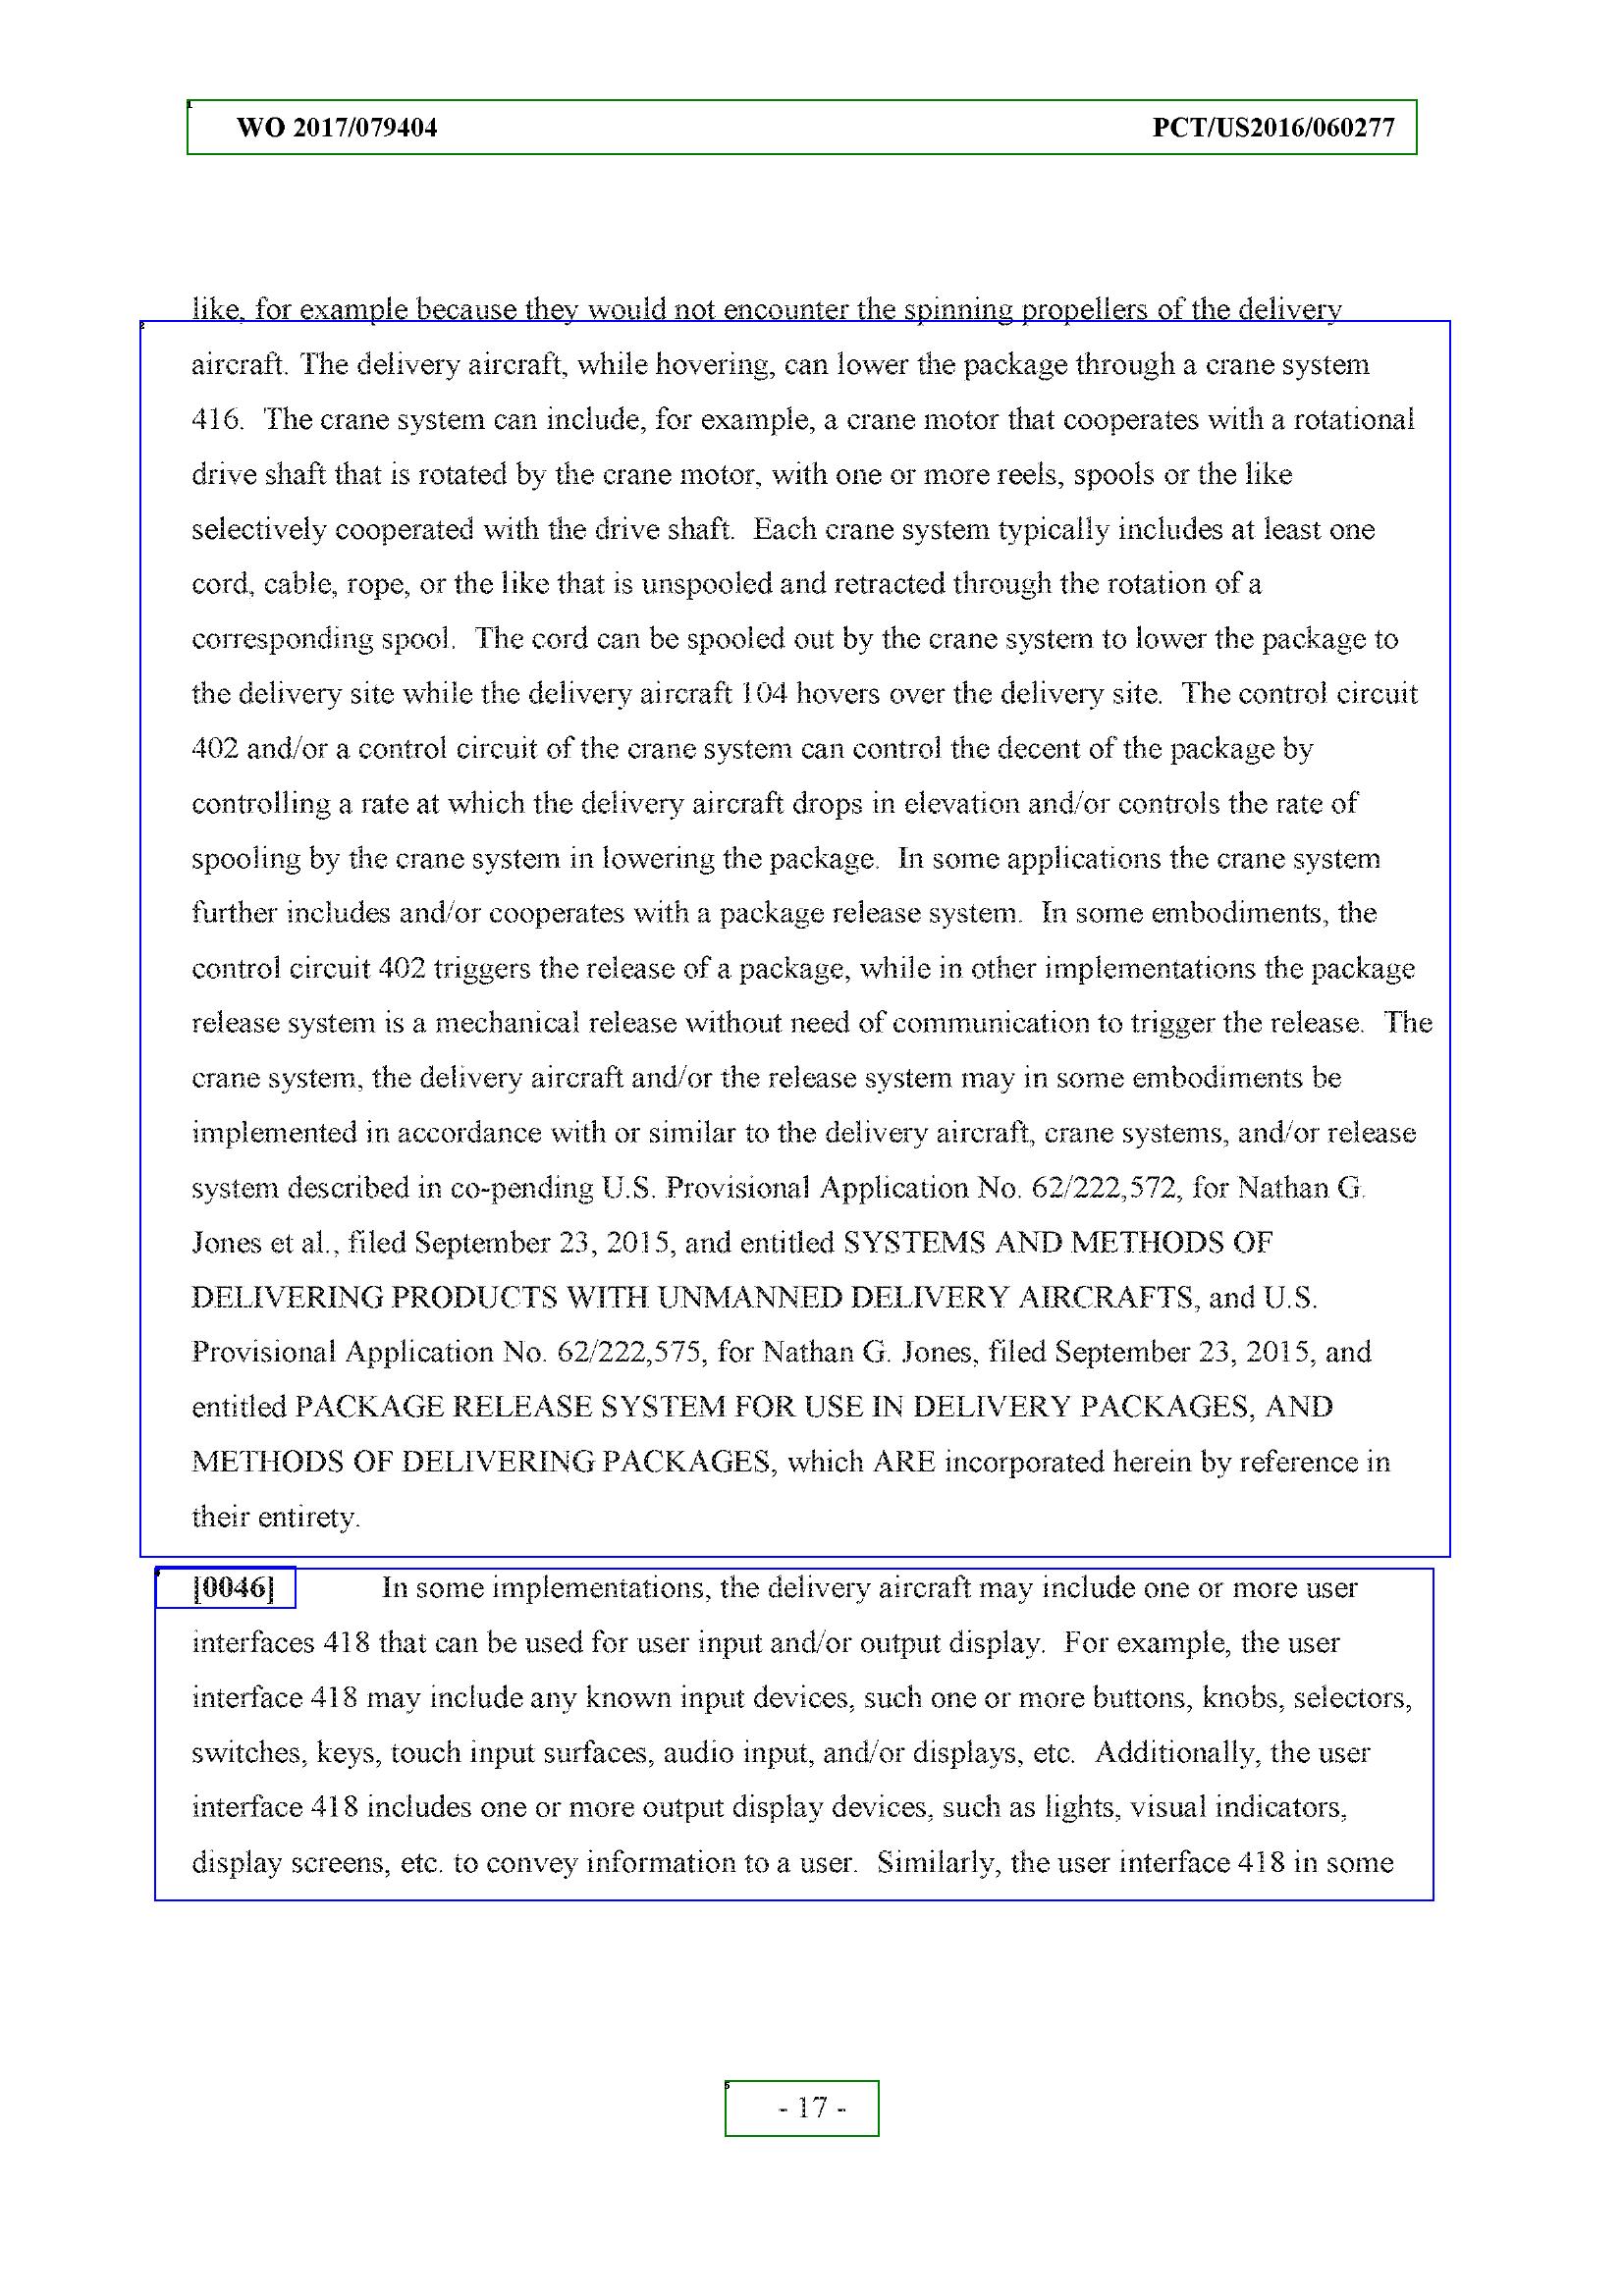 WO 2017/079404 PCT/US2016/060277
like, for example because they would not encounter the spinning propellers of the delivery
aircraft. The delivery aircraft, while hovering, can lower the package through a crane system
416. The crane system can include, for example, a crane motor that cooperates with a rotational
drive shaft that is rotated by the crane motor, with one or more reels, spools or the like
selectively cooperated with the drive shaft. Each crane system typically includes at least one
cord, cable, rope, or the like that is unspooled and retracted through the rotation of a
corresponding spool. The cord can be spooled out by the crane system to lower the package to
the delivery site while the delivery aircraft 104 hovers over the delivery site. The control circuit
402 and/or a control circuit of the crane system can control the decent of the package by
controlling a rate at which the delivery aircraft drops in elevation and/or controls the rate of
spooling by the crane system in lowering the package. In some applications the crane system
further includes and/or cooperates with a package release system. In some embodiments, the
control circuit 402 triggers the release of a package, while in other implementations the package
release system is a mechanical release without need of communication to trigger the release. The
crane system, the delivery aircraft and/or the release system may in some embodiments be
implemented in accordance with or similar to the delivery aircraft, crane systems, and/or release
system described in co-pending U.S. Provisional Application No. 62/222,572, for Nathan G.
Jones et al., filed September 23, 2015, and entitled SYSTEMS AND METHODS OF
DELIVERING PRODUCTS WITH UNMANNED DELIVERY AIRCRAFTS, and U.S.
Provisional Application No. 62/222,575, for Nathan G. Jones, filed September 23, 2015, and
entitled PACKAGE RELEASE SYSTEM FOR USE IN DELIVERY PACKAGES, AND
METHODS OF DELIVERING PACKAGES, which ARE incorporated herein by reference in
their entirety.
[0046] In some implementations, the delivery aircraft may include one or more user
interfaces 418 that can be used for user input and/or output display. For example, the user
interface 418 may include any known input devices, such one or more buttons, knobs, selectors,
switches, keys, touch input surfaces, audio input, and/or displays, etc. Additionally, the user
interface 418 includes one or more output display devices, such as lights, visual indicators,
display screens, etc. to convey information to a user. Similarly, the user interface 418 in some
- 17 -